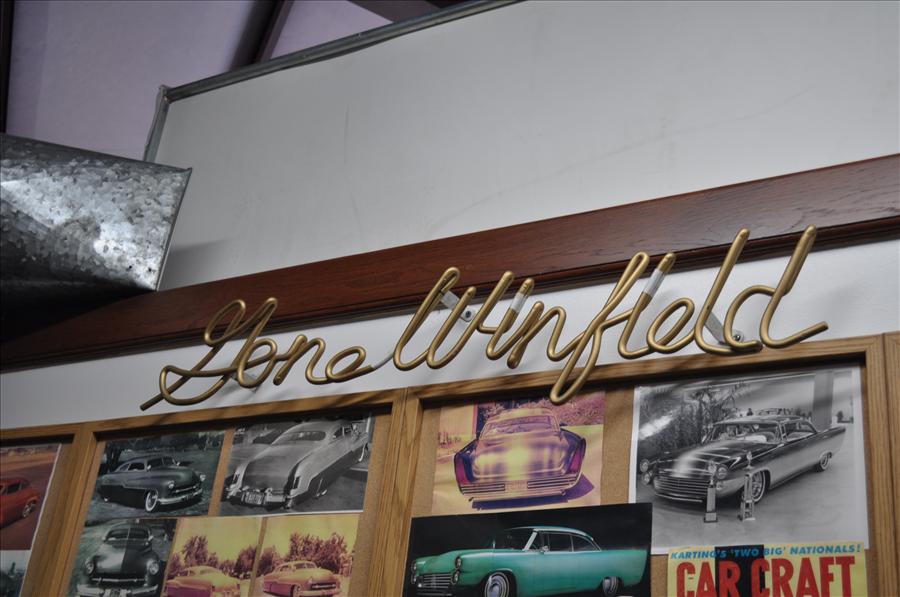 Gene Winfield
KARTING'S 'TWO BIG' NATIONALS!
CAR CRAFT